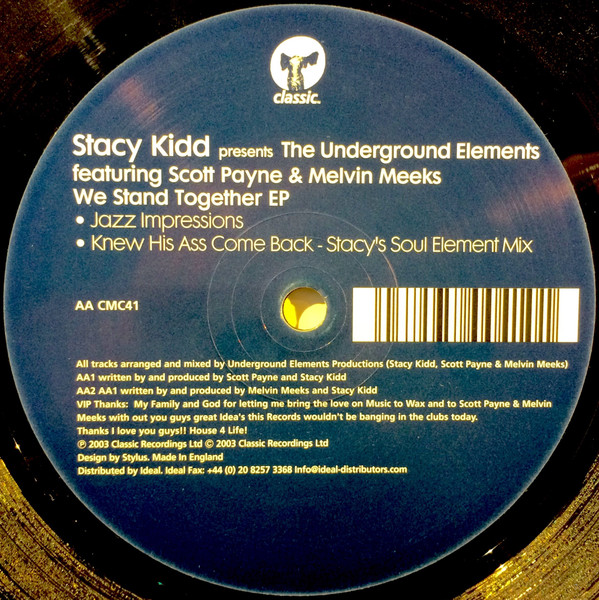 classic.
Stacy Kidd presents The Underground Elements
featuring Scott Payne & Melvin Meeks
We Stand Together EP
• Jazz Impressions
• Knew His Ass Come Back - Stacy's Soul Element Mix
AA CMC41
All tracks arranged and mixed by Underground Elements Productions (Stacy Kidd, Scott Payne & Melvin Meeks)
AA1 written by and produced by Scott Payne and Stacy Kidd
AA2 AA1 written by and produced by Melvin Meeks and Stacy Kidd
VIP Thanks: My Family and God for letting me bring the love on Music to Wax and to Scott Payne & Melvin
Meeks with out you guys great Idea's this Records wouldn't be banging in the clubs today.
Thanks I love you guys!! House 4 Life!
℗ 2003 Classic Recordings Ltd © 2003 Classic Recordings Ltd
Design by Stylus. Made In England
Distributed by Ideal. Ideal Fax: +44 (0) 20 8257 3368 Info@ideal-distributors.com